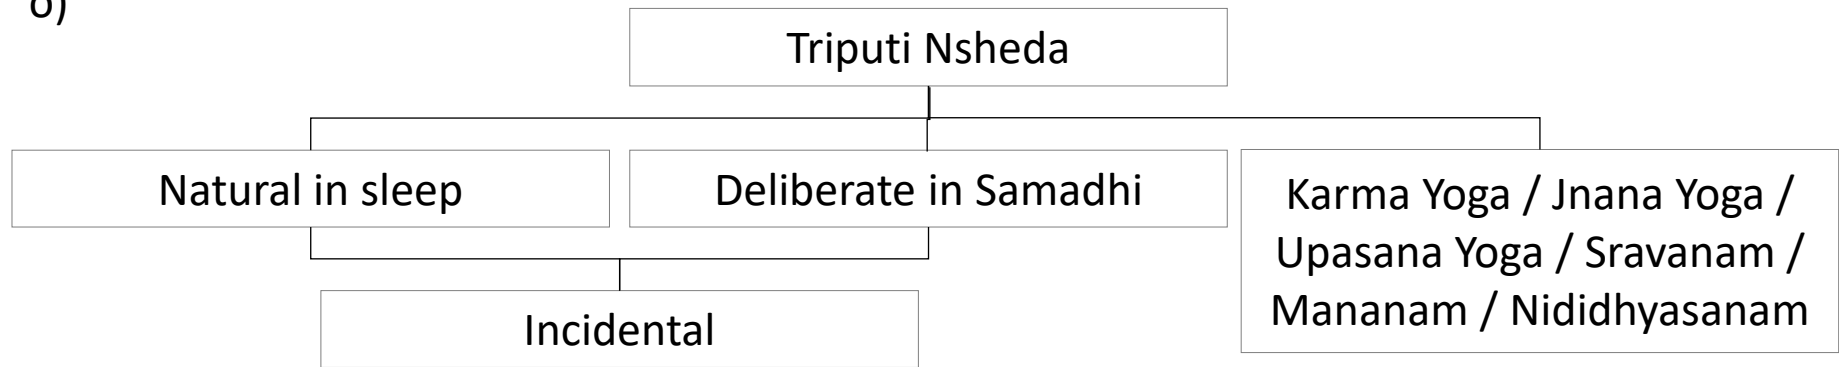 o)
Triputi Nsheda
Natural in sleep
Deliberate in Samadhi
Karma Yoga / Jnana Yoga /
Upasana Yoga / Sravanam /
Mananam / Nididhyasanam
Incidental